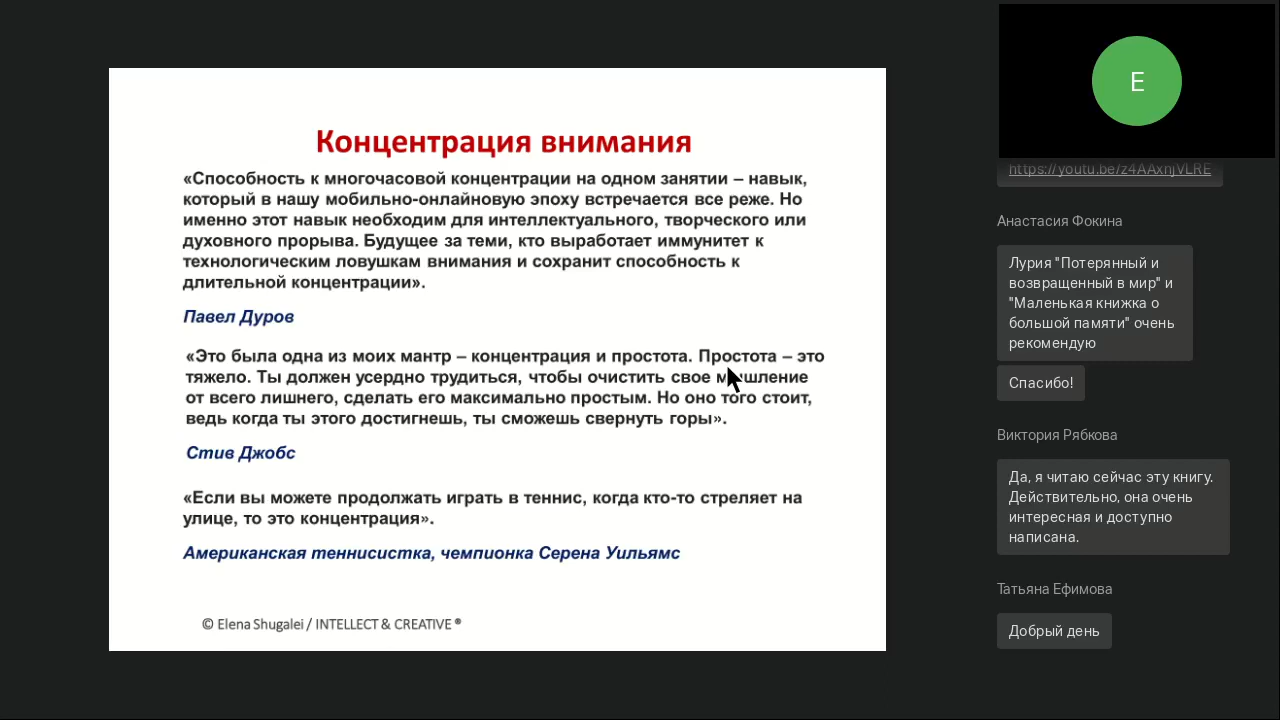 Концентрация внимания
«Способность к многочасовой концентрации на одном занятии – навык,
который в нашу мобильно-онлайновую эпоху встречается все реже. Но
именно этот навык необходим для интеллектуального, творческого или
духовного прорыва. Будущее за теми, кто выработает иммунитет к
технологическим ловушкам внимания и сохранит способность к
длительной концентрации».
Павел Дуров
«Это была одна из моих мантр – концентрация и простота. Простота – это
тяжело. Ты должен усердно трудиться, чтобы очистить свое мышление
от всего лишнего, сделать его максимально простым. Но оно того стоит,
ведь когда ты этого достигнешь, ты сможешь свернуть горы».
Стив Джобс
«Если вы можете продолжать играть в теннис, когда кто-то стреляет на
улице, то это концентрация».
Американская теннисистка, чемпионка Серена Уильямс
© Elena Shugalei / INTELLECT & CREATIVE ®
E
https://youtu.be/z4AAxnjVLRE
Анастасия Фокина
Лурия "Потерянный и
возвращенный в мир" и
"Маленькая книжка о
большой памяти" очень
рекомендую
Спасибо!
Виктория Рябкова
Да, я читаю сейчас эту книгу.
Действительно, она очень
интересная и доступно
написана.
Татьяна Ефимова
Добрый день